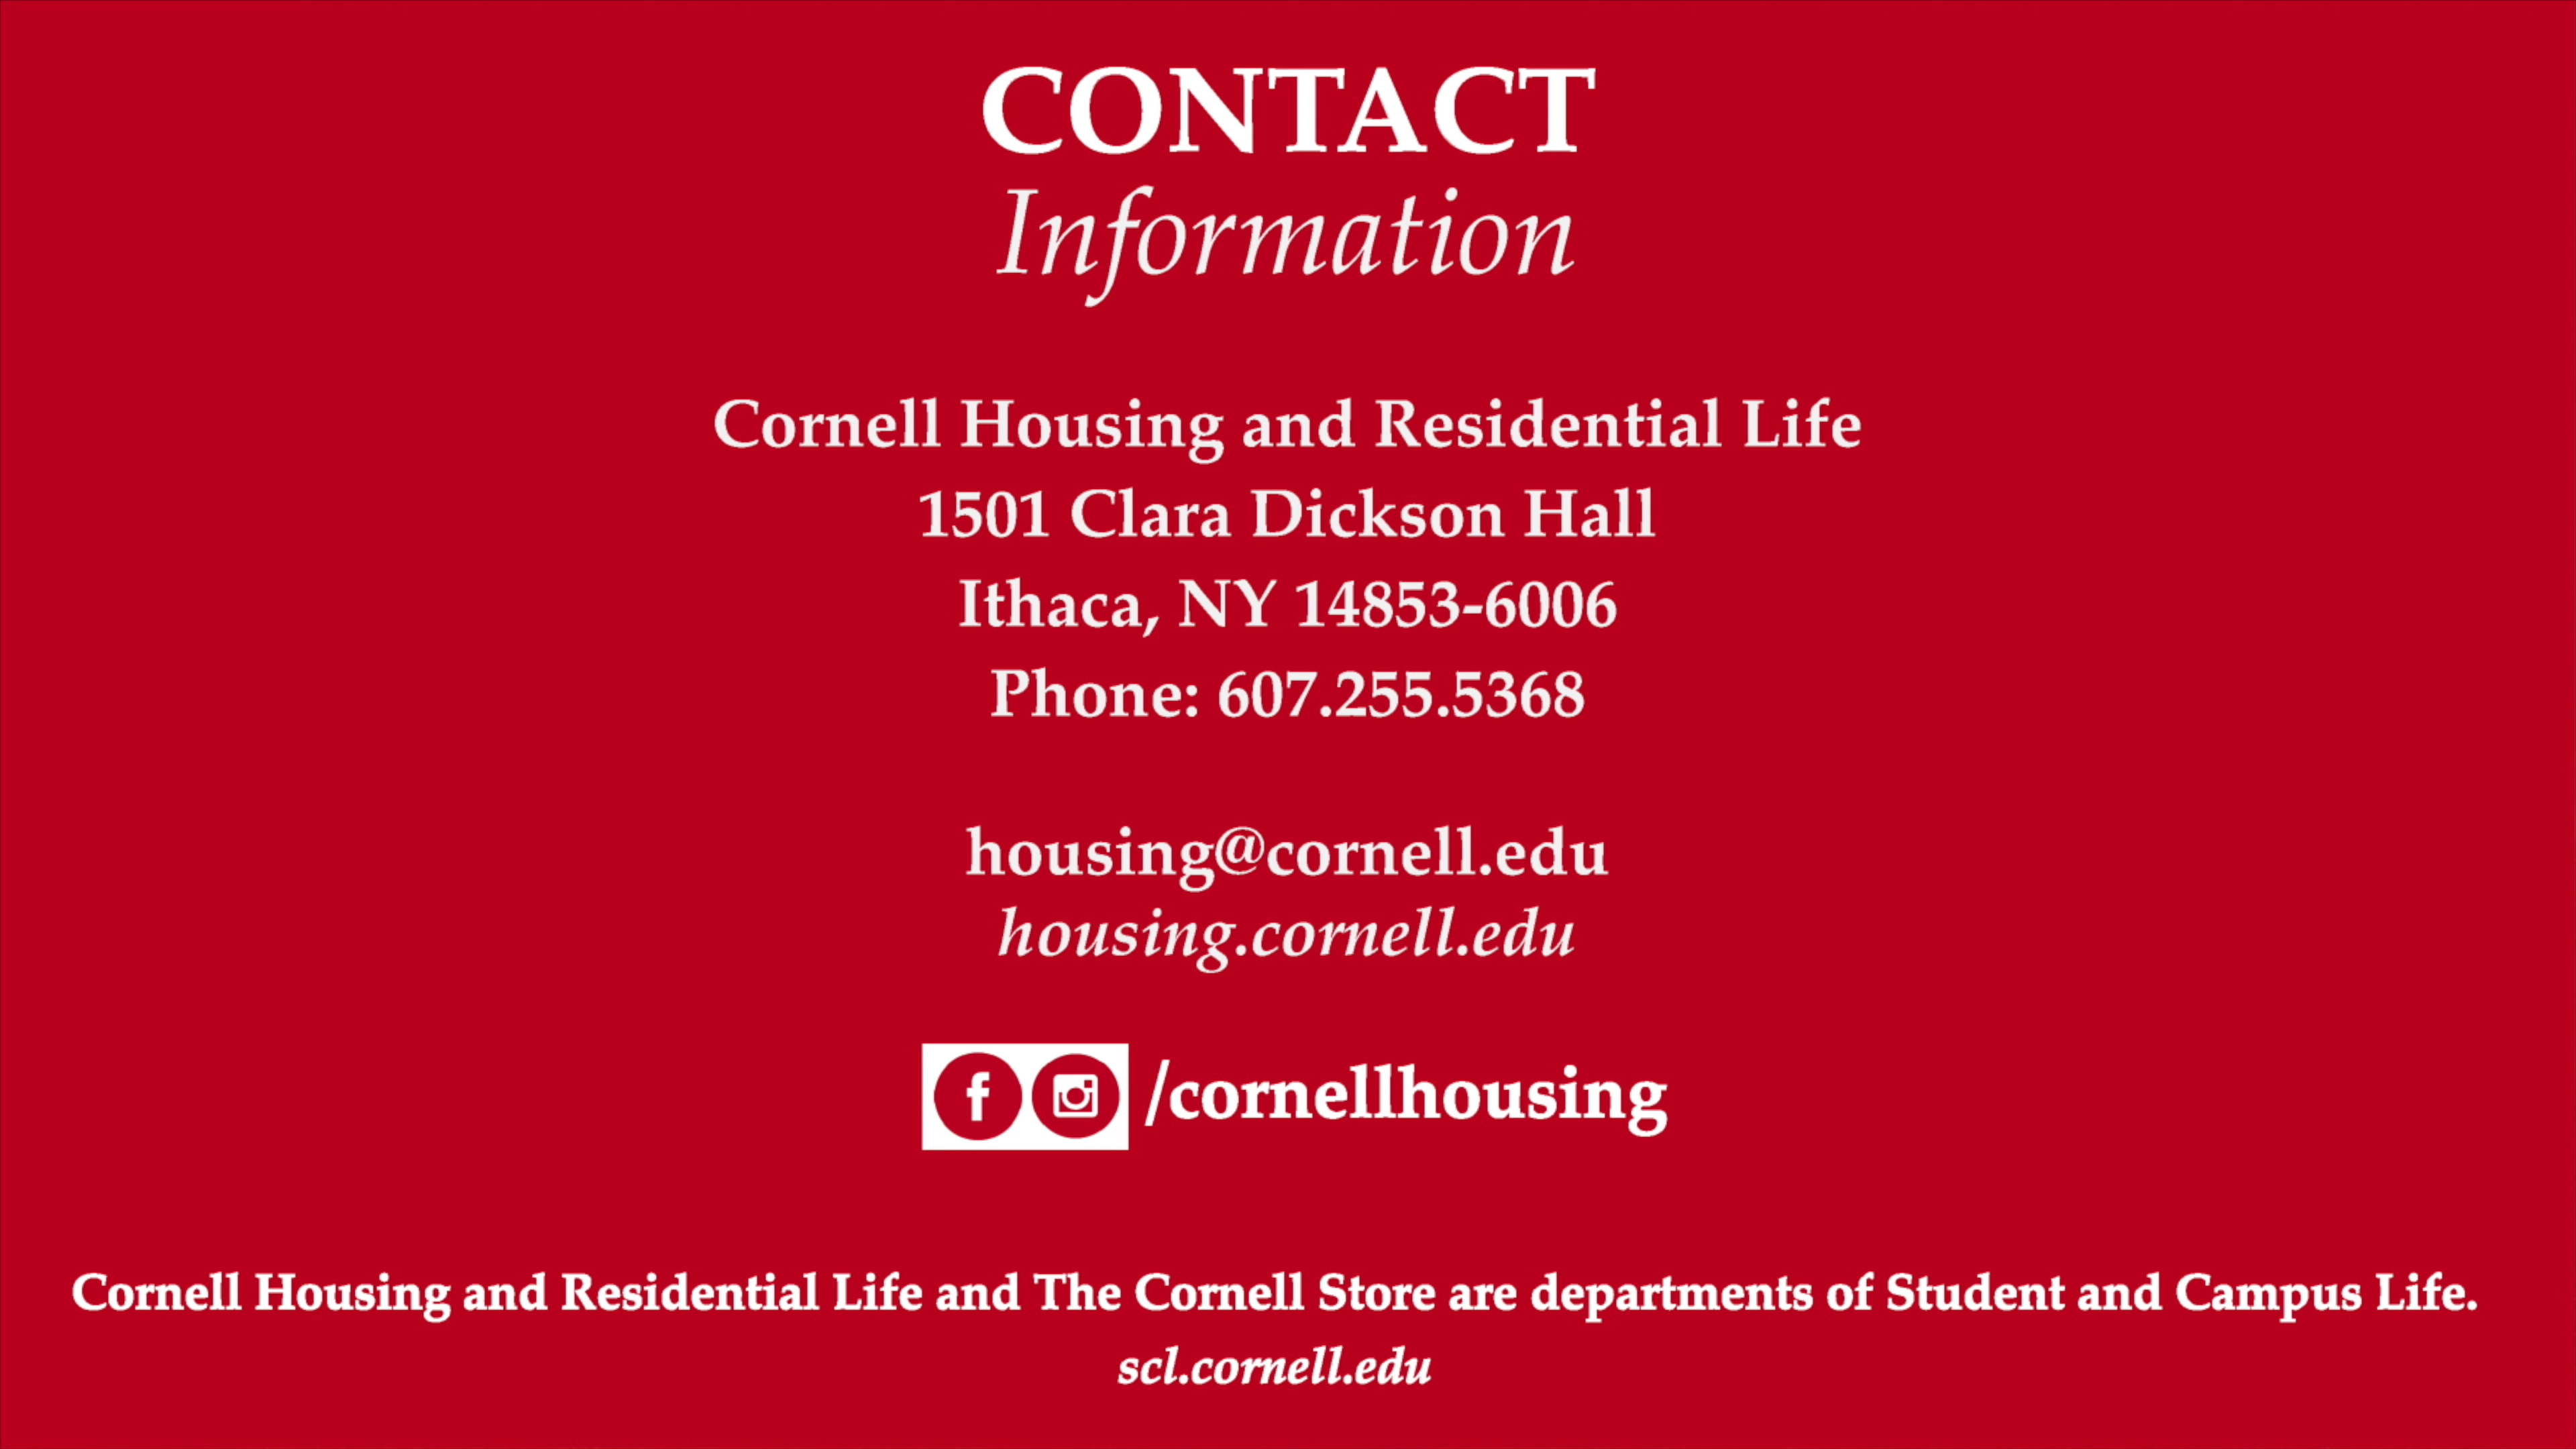 CONTACT
Information
Cornell Housing and Residential Life
1501 Clara Dickson Hall
Ithaca, NY 14853-6006
Phone: 607.255.5368
housing@cornell.edu
housing.cornell.edu
f /cornellhousing
Cornell Housing and Residential Life and The Cornell Store are departments of Student and Campus Life.
scl.cornell.edu